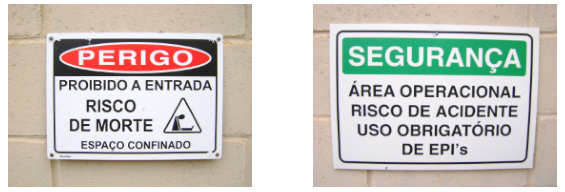 PERIGO
PROIBIDO A ENTRADA
RISCO
DE MORTE
ESPAÇO CONFINADO
SEGURANÇA
ÁREA OPERACIONAL
RISCO DE ACIDENTE
USO OBRIGATÓRIO
DE EPI's